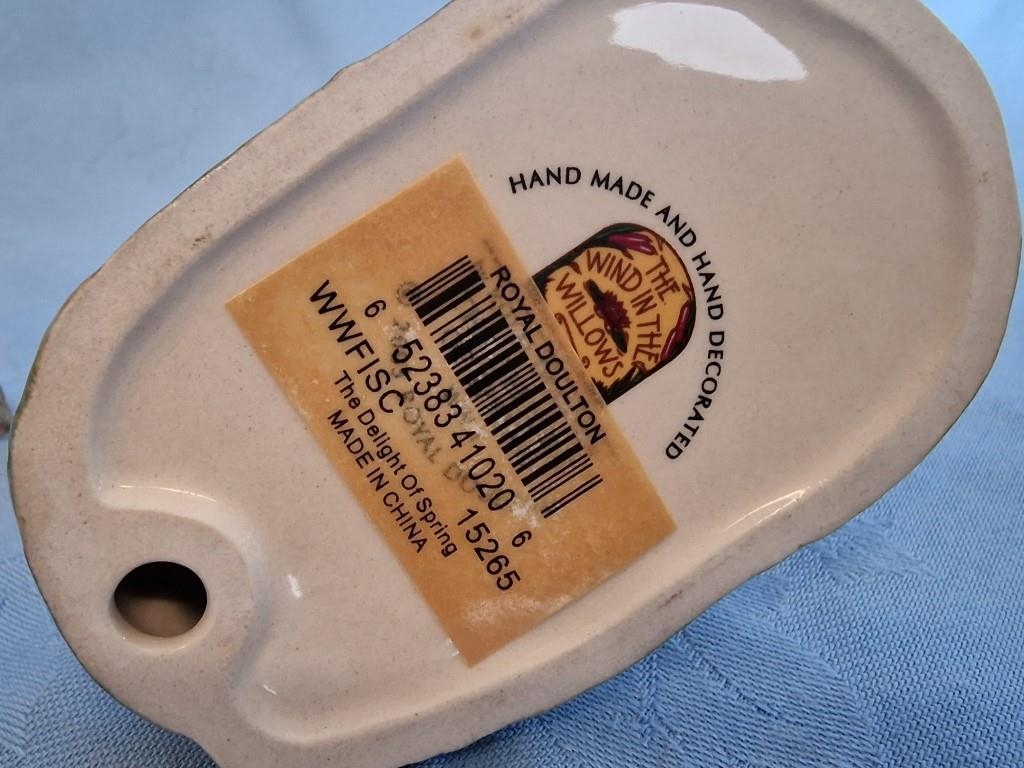 HAND MADE AND HAND DECORATED
THE
WIND IN THE
WILLOWS
ROYAL DOULTON
6 52383 41020 6
WWFISC 15265
The Delight Of Spring
MADE IN CHINA